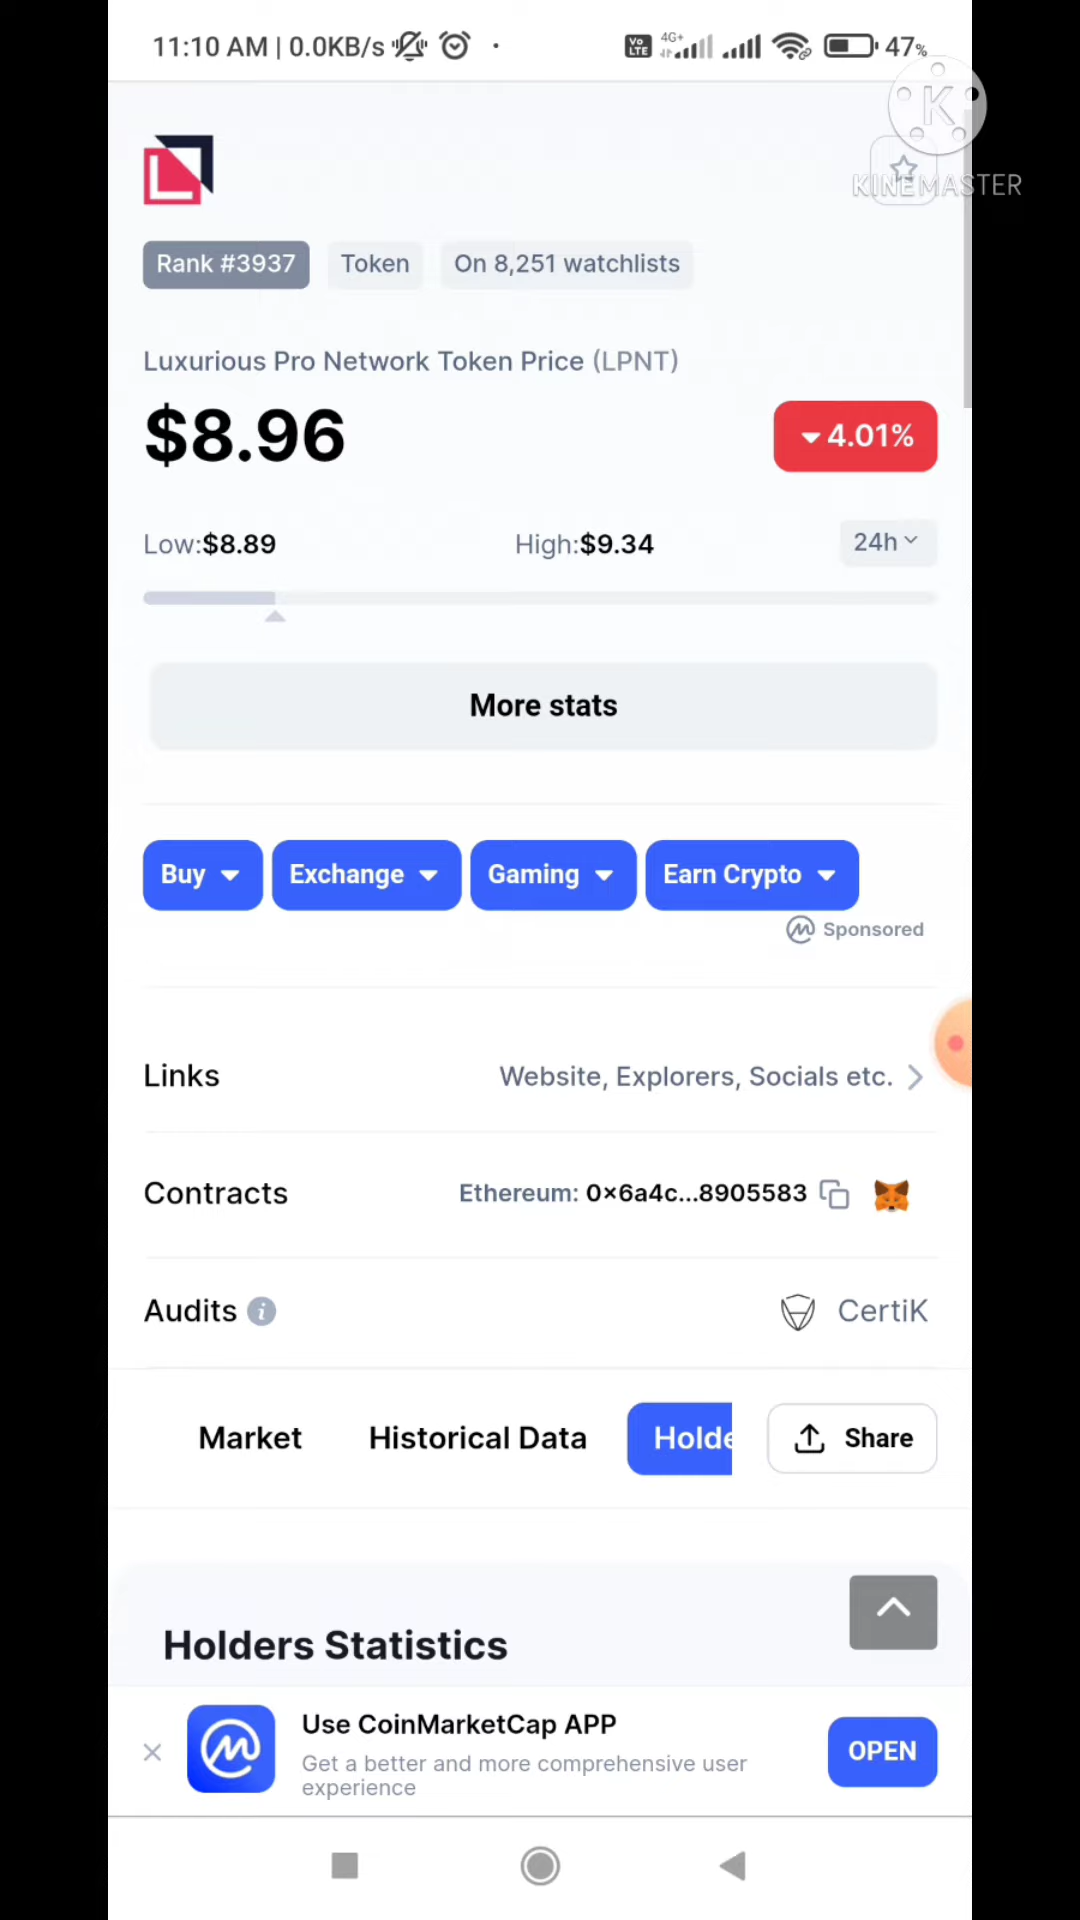 11:10 AM | 0.0KB/s
Vo LTE 4G+ 47%
K
KINEMASTER
L
Rank #3937 Token On 8,251 watchlists
Luxurious Pro Network Token Price (LPNT)
$8.96 4.01%
Low:$8.89 High:$9.34 24h
More stats
Buy Exchange Gaming Earn Crypto
Sponsored
Links Website, Explorers, Socials etc.
Contracts Ethereum: 0x6a4c...8905583
Audits i CertiK
Market Historical Data Holde Share
Holders Statistics
Use CoinMarketCap APP
Get a better and more comprehensive user
experience
OPEN